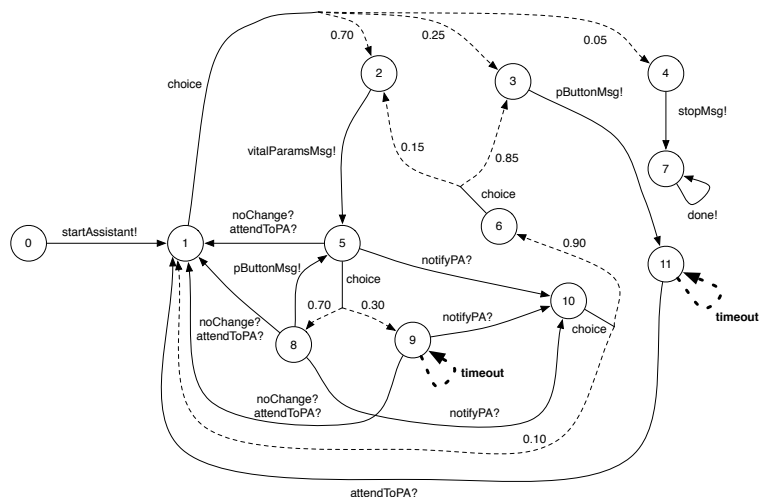 0.70
0.25
0.05
choice
2
3
4
pButtonMsg!
stopMsg!
vitalParamsMsg!
0.15
0.85
7
choice
done!
noChange?
attendToPA?
startAssistant!
0
1
5
6
0.90
notifyPA?
11
pButtonMsg!
choice
10
timeout
0.70
0.30
notifyPA?
choice
noChange?
attendToPA?
8
9
timeout
noChange?
attendToPA?
notifyPA?
0.10
attendToPA?